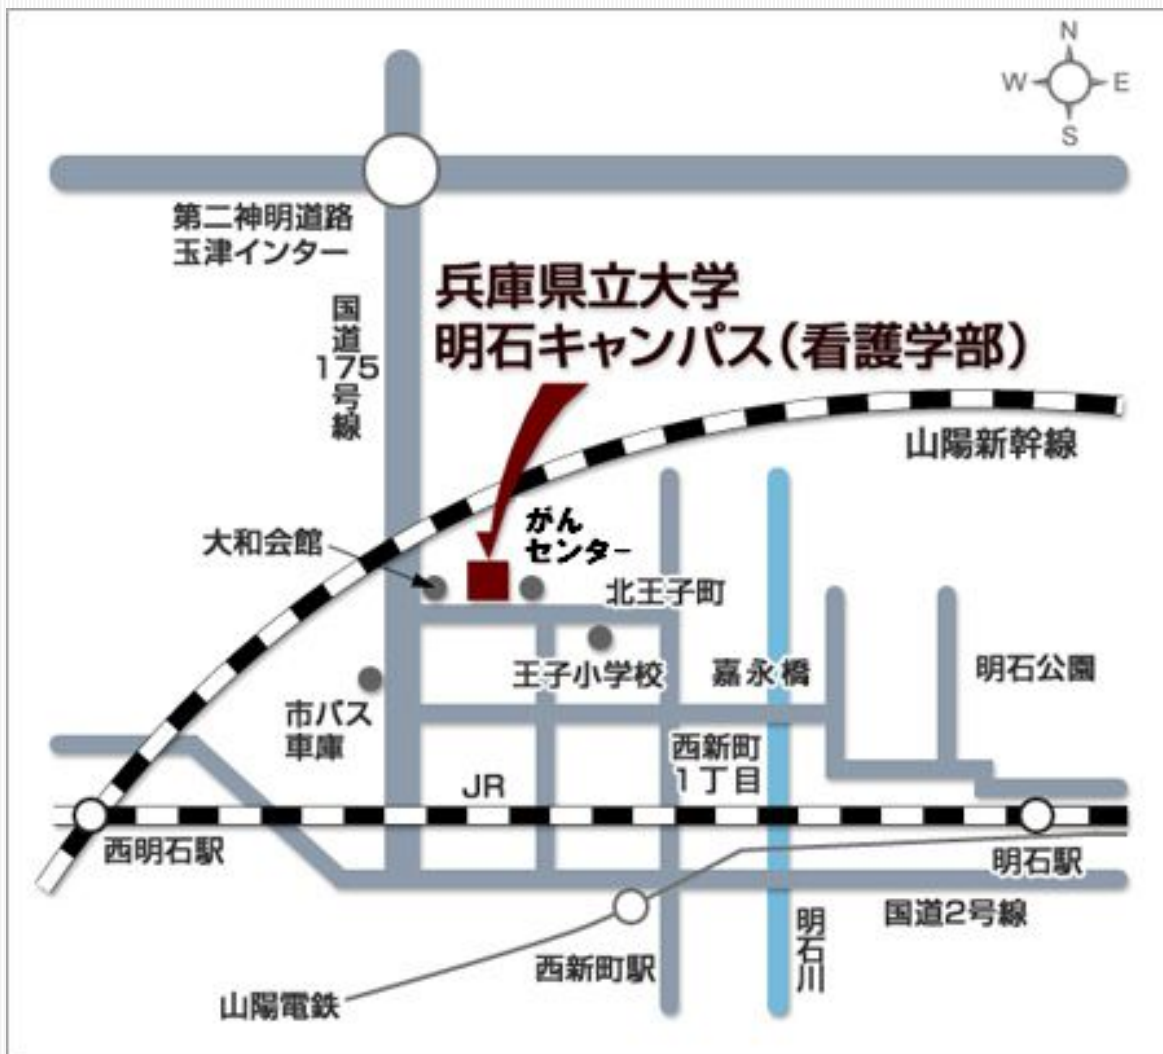 N
W E
S
第二神明道路
玉津インター
国道175号線
兵庫県立大学
明石キャンパス(看護学部)
山陽新幹線
がん
センター
大和会館
北王子町
王子小学校
嘉永橋
明石公園
市バス
車庫
西新町
1丁目
JR
西明石駅
明石駅
国道2号線
明石川
西新町駅
山陽電鉄